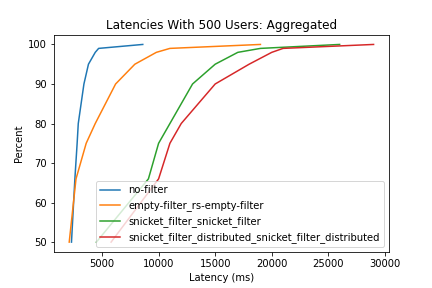 Latencies With 500 Users: Aggregated
100
90
80
70
60
50
Percent
no-filter
empty-filter_rs-empty-filter
snicket_filter_snicket_filter
snicket_filter_distributed_snicket_filter_distributed
5000 10000 15000 20000 25000 30000
Latency (ms)